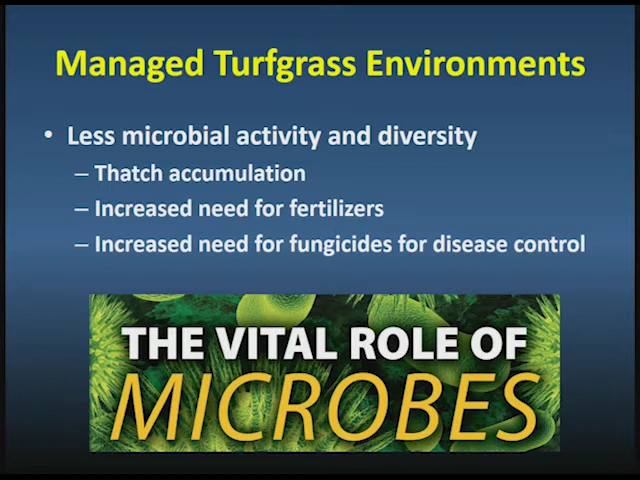 Managed Turfgrass Environments
• Less microbial activity and diversity
– Thatch accumulation
– Increased need for fertilizers
– Increased need for fungicides for disease control
THE VITAL ROLE OF
MICROBES